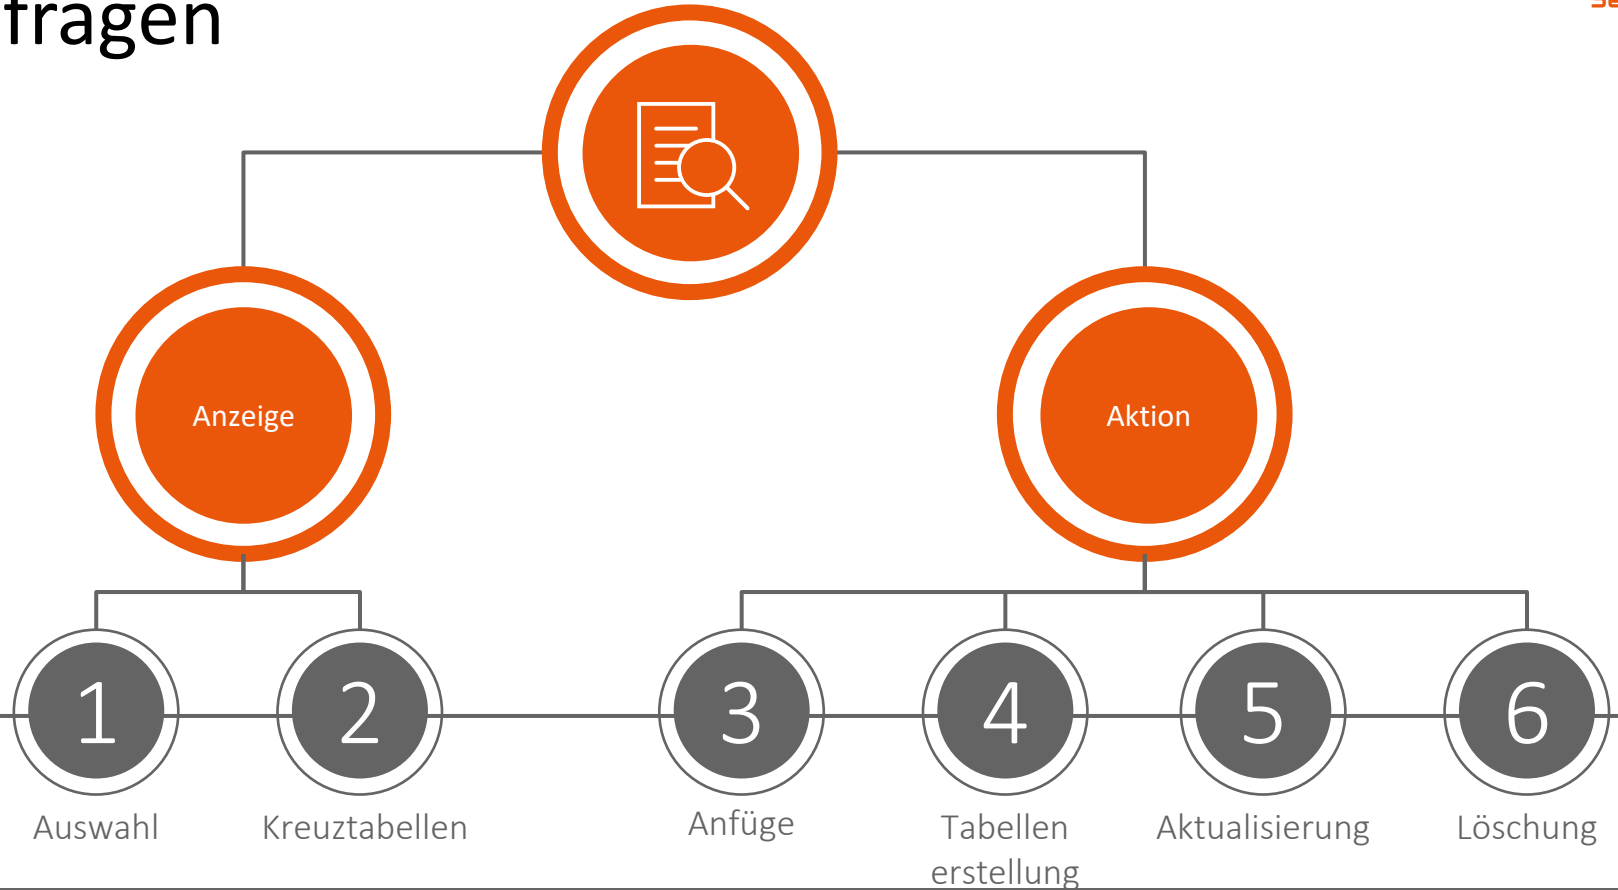 fragen
Anzeige
Aktion
1
2
3
4
5
6
Auswahl
Kreuztabellen
Anfüge
Tabellen
erstellung
Aktualisierung
Löschung